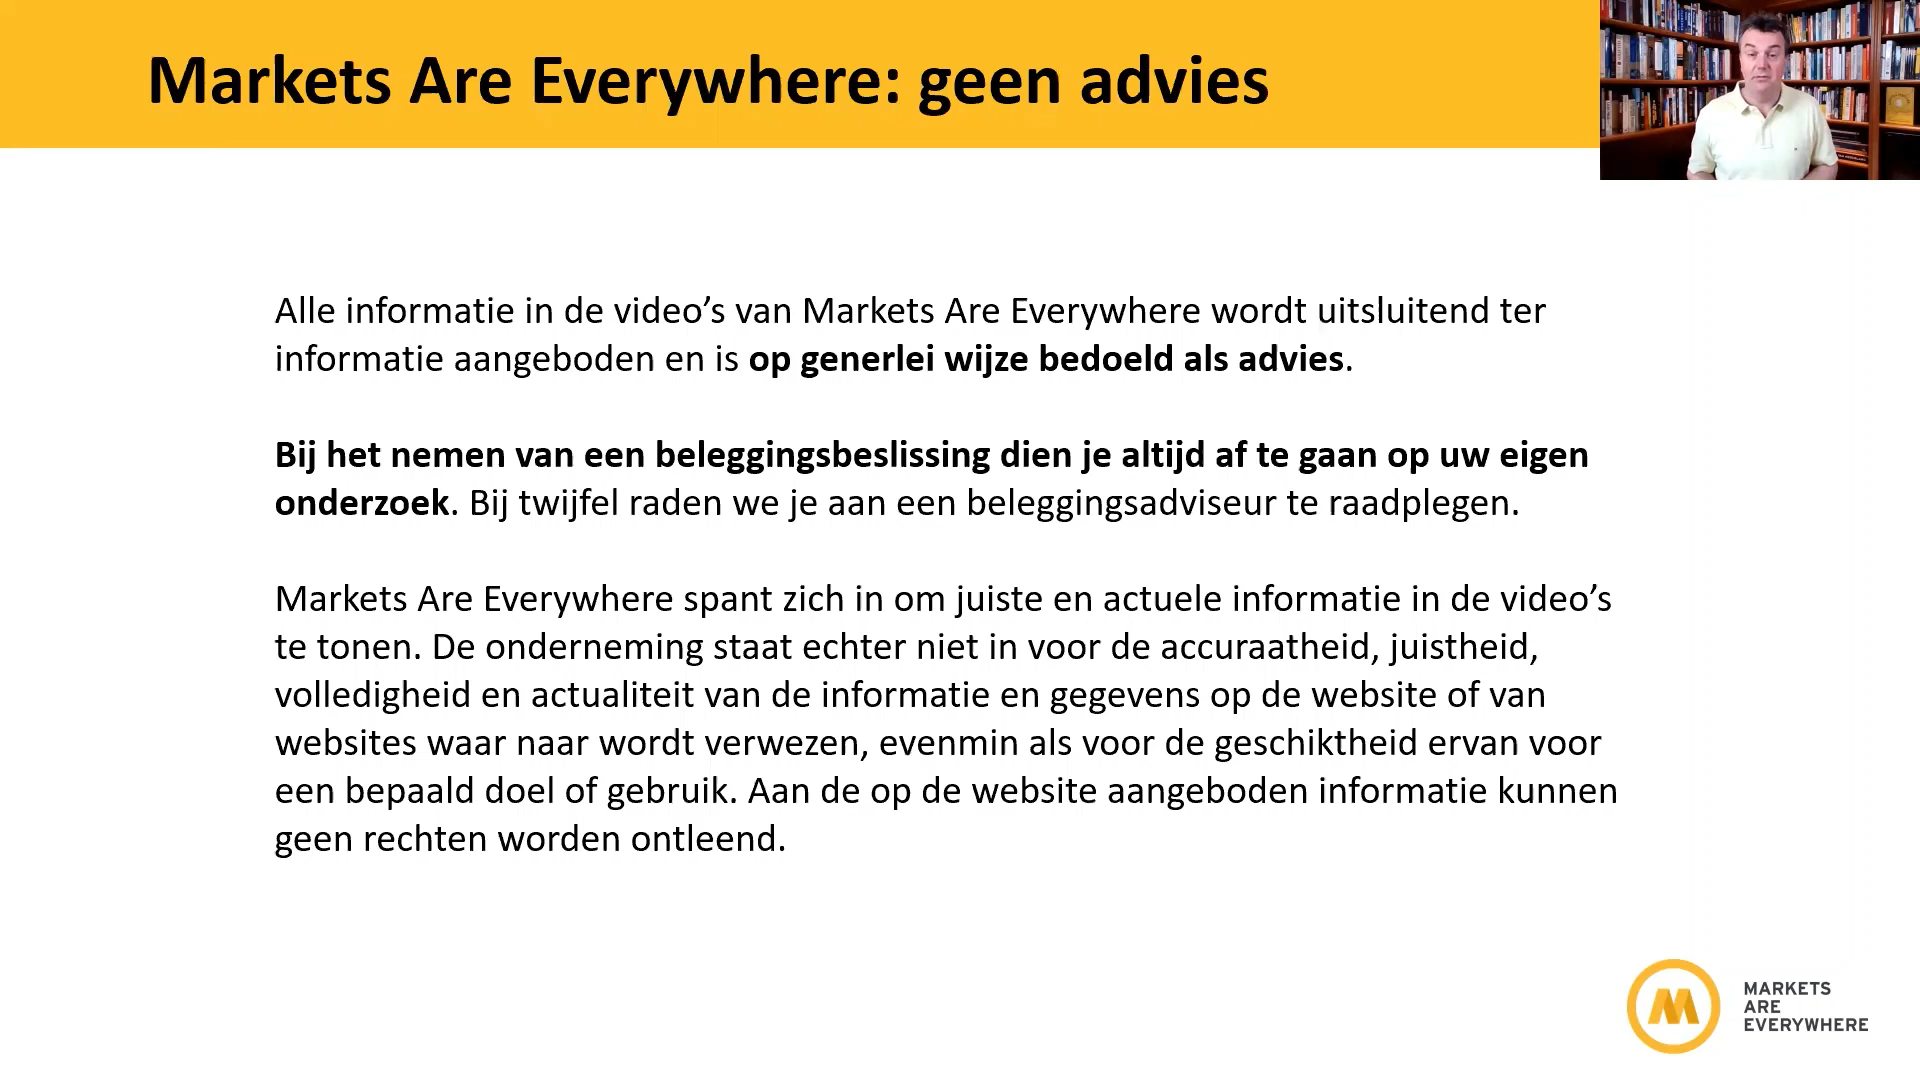 Markets Are Everywhere: geen advies
Alle informatie in de video’s van Markets Are Everywhere wordt uitsluitend ter
informatie aangeboden en is op generlei wijze bedoeld als advies.
Bij het nemen van een beleggingsbeslissing dien je altijd af te gaan op uw eigen
onderzoek. Bij twijfel raden we je aan een beleggingsadviseur te raadplegen.
Markets Are Everywhere spant zich in om juiste en actuele informatie in de video’s
te tonen. De onderneming staat echter niet in voor de accuraatheid, juistheid,
volledigheid en actualiteit van de informatie en gegevens op de website of van
websites waar naar wordt verwezen, evenmin als voor de geschiktheid ervan voor
een bepaald doel of gebruik. Aan de op de website aangeboden informatie kunnen
geen rechten worden ontleend.
MARKETS
ARE
EVERYWHERE